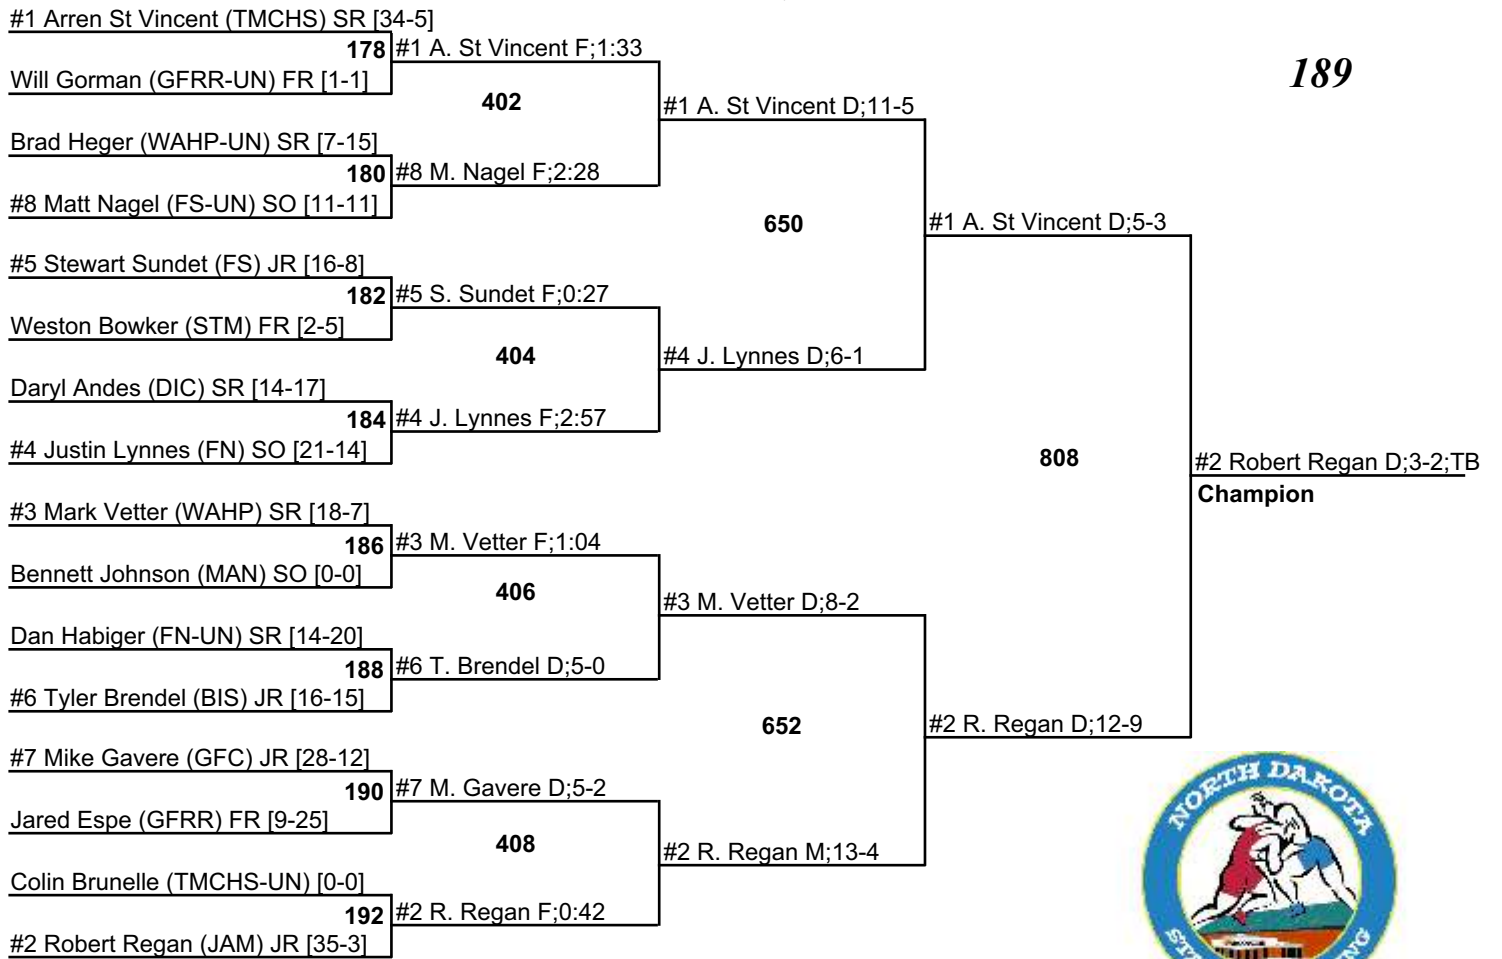 #1 Arren St Vincent (TMCHS) SR [34-5]
178 #1 A. St Vincent F;1:33
Will Gorman (GFRR-UN) FR [1-1]
189
402
#1 A. St Vincent D;11-5
Brad Heger (WAHP-UN) SR [7-15]
180 #8 M. Nagel F;2:28
#8 Matt Nagel (FS-UN) SO [11-11]
650
#1 A. St Vincent D;5-3
#5 Stewart Sundet (FS) JR [16-8]
182 #5 S. Sundet F;0:27
Weston Bowker (STM) FR [2-5]
404
#4 J. Lynnes D;6-1
Daryl Andes (DIC) SR [14-17]
184 #4 J. Lynnes F;2:57
#4 Justin Lynnes (FN) SO [21-14]
808
#2 Robert Regan D;3-2;TB
Champion
#3 Mark Vetter (WAHP) SR [18-7]
186 #3 M. Vetter F;1:04
Bennett Johnson (MAN) SO [0-0]
406
#3 M. Vetter D;8-2
Dan Habiger (FN-UN) SR [14-20]
188 #6 T. Brendel D;5-0
#6 Tyler Brendel (BIS) JR [16-15]
652
#2 R. Regan D;12-9
#7 Mike Gavere (GFC) JR [28-12]
190 #7 M. Gavere D;5-2
Jared Espe (GFRR) FR [9-25]
408
#2 R. Regan M;13-4
Colin Brunelle (TMCHS-UN) [0-0]
192 #2 R. Regan F;0:42
#2 Robert Regan (JAM) JR [35-3]
NORTH DAKOTA